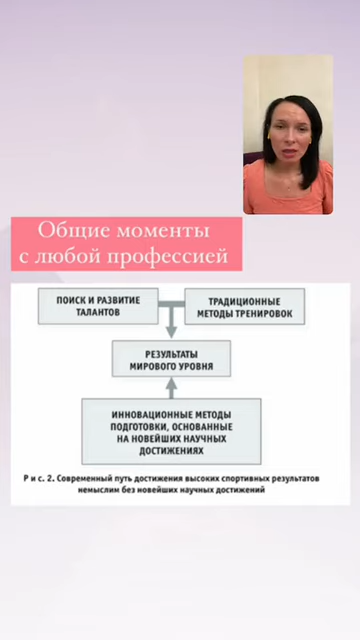 Общие моменты
с любой профессией
ПОИСК И РАЗВИТИЕ
ТАЛАНТОВ
ТРАДИЦИОННЫЕ
МЕТОДЫ ТРЕНИРОВОК
РЕЗУЛЬТАТЫ
МИРОВОГО УРОВНЯ
ИННОВАЦИОННЫЕ МЕТОДЫ
ПОДГОТОВКИ, ОСНОВАННЫЕ
НА НОВЕЙШИХ НАУЧНЫХ
ДОСТИЖЕНИЯХ
Р и с. 2. Современный путь достижения высоких спортивных результатов
немыслим без новейших научных достижений